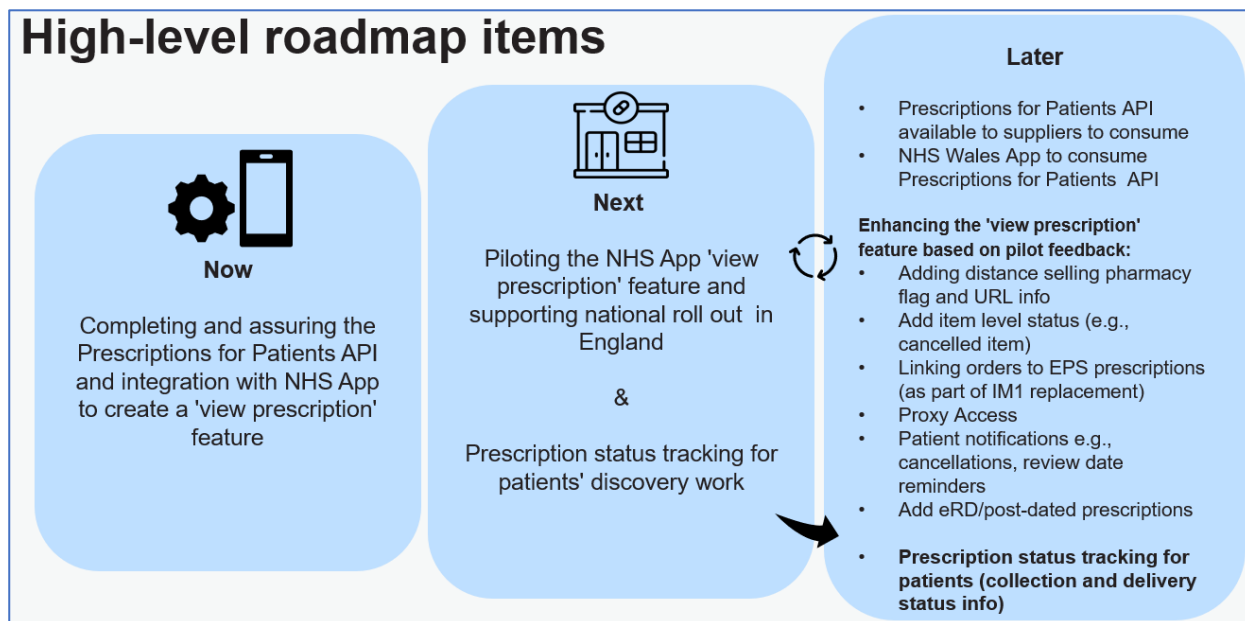 High-level roadmap items
Now
Completing and assuring the
Prescriptions for Patients API
and integration with NHS App
to create a 'view prescription'
feature
Next
Piloting the NHS App 'view
prescription' feature and
supporting national roll out in
England
&
Prescription status tracking for
patients' discovery work
Later
• Prescriptions for Patients API
available to suppliers to consume
• NHS Wales App to consume
Prescriptions for Patients API
Enhancing the 'view prescription'
feature based on pilot feedback:
• Adding distance selling pharmacy
flag and URL info
• Add item level status (e.g.,
cancelled item)
• Linking orders to EPS prescriptions
(as part of IM1 replacement)
• Proxy Access
• Patient notifications e.g.,
cancellations, review date
reminders
• Add eRD/post-dated prescriptions
• Prescription status tracking for
patients (collection and delivery
status info)